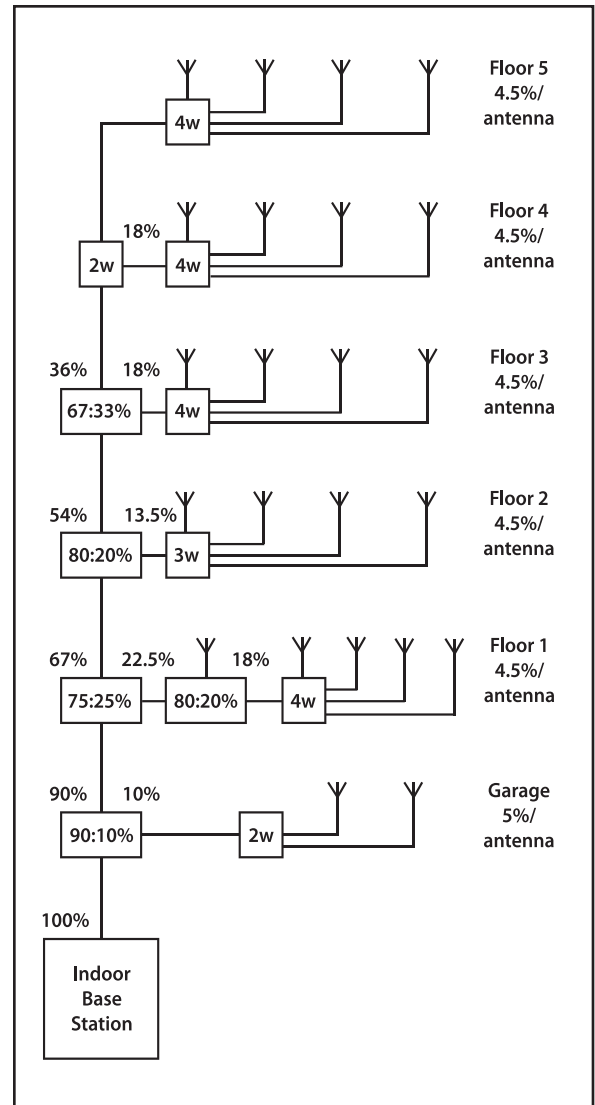 Floor 5
4.5%/
antenna
4w
Floor 4
4.5%/
antenna
18%
2w
4w
Floor 3
4.5%/
antenna
36%
18%
67:33%
4w
Floor 2
4.5%/
antenna
54%
13.5%
80:20%
3w
Floor 1
4.5%/
antenna
67%
22.5%
18%
75:25%
80:20%
4w
Garage
5%/
antenna
90%
10%
90:10%
2w
100%
Indoor
Base
Station